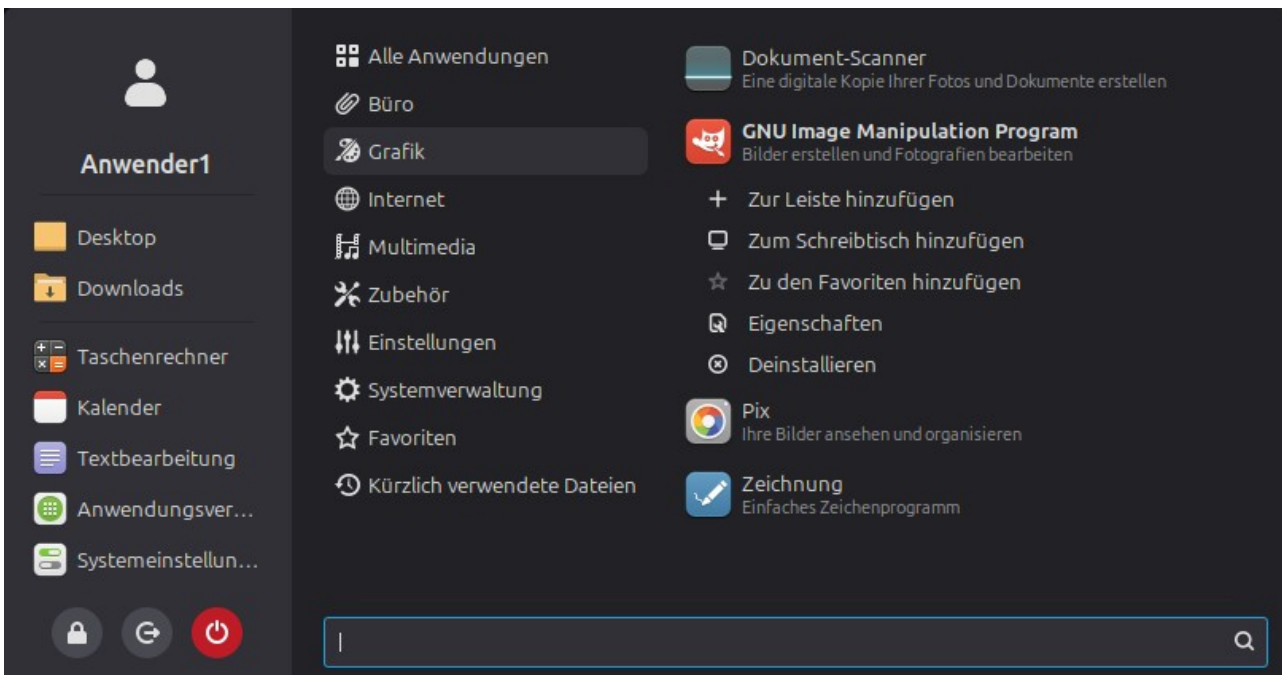 Anwender1
Desktop
Downloads
Taschenrechner
Kalender
Textbearbeitung
Anwendungsver...
Systemeinstellun...
Alle Anwendungen
Büro
Grafik
Internet
Multimedia
Zubehör
Einstellungen
Systemverwaltung
Favoriten
Kürzlich verwendete Dateien
Dokument-Scanner
Eine digitale Kopie Ihrer Fotos und Dokumente erstellen
GNU Image Manipulation Program
Bilder erstellen und Fotografien bearbeiten
Zur Leiste hinzufügen
Zum Schreibtisch hinzufügen
Zu den Favoriten hinzufügen
Eigenschaften
Deinstallieren
Pix
Ihre Bilder ansehen und organisieren
Zeichnung
Einfaches Zeichenprogramm